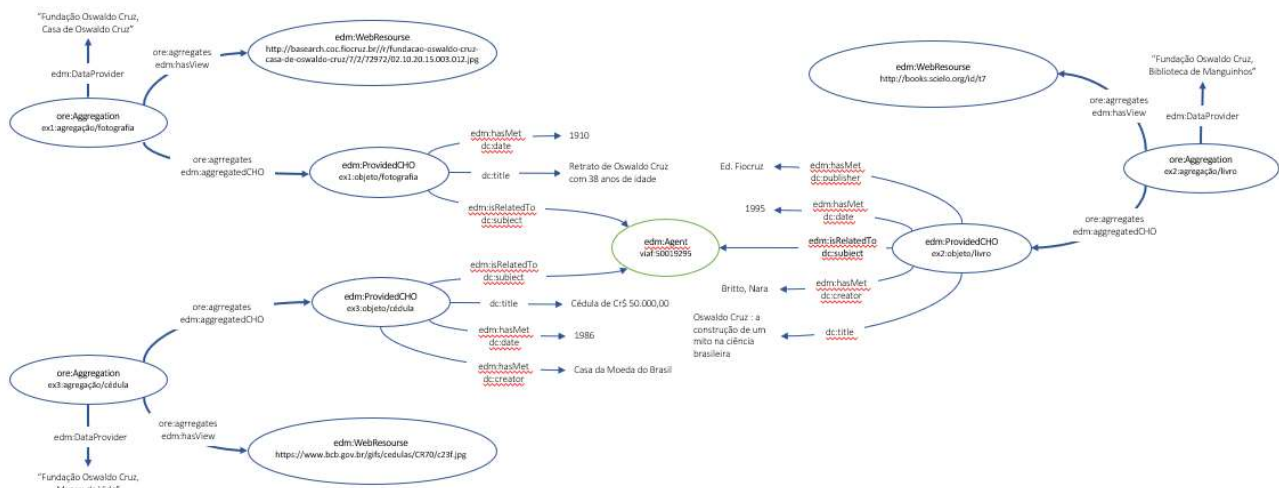 "Fundação Oswaldo Cruz,
Casa de Oswaldo Cruz"
edm:DataProvider
ore:Aggregation
ex1:agregação/fotografia
ore:agrregates
edm:hasView
edm:WebResourse
http://basearch.coc.fiocruz.br//r/fundacao-oswaldo-cruz-
casa-de-oswaldo-cruz/7/2/72972/02.10.20.15.003.012.jpg
ore:agrregates
edm:aggregatedCHO
edm:ProvidedCHO
ex1:objeto/fotografia
edm:hasMet
dc:date
1910
dc:title
Retrato de Oswaldo Cruz
com 38 anos de idade
edm:isRelatedTo
dc:subject
edm:Agent
viaf:50019295
edm:WebResourse
http://books.scielo.org/id/t7
"Fundação Oswaldo Cruz,
Biblioteca de Manguinhos"
ore:agrregates
edm:hasView
edm:DataProvider
ore:Aggregation
ex2:agregação/livro
ore:agrregates
edm:aggregatedCHO
edm:ProvidedCHO
ex2:objeto/livro
Ed. Fiocruz
edm:hasMet
dc:publisher
1995
edm:hasMet
dc:date
edm:isRelatedTo
dc:subject
Britto, Nara
edm:hasMet
dc:creator
Oswaldo Cruz : a
construção de um
mito na ciência
brasileira
dc:title
edm:isRelatedTo
dc:subject
edm:ProvidedCHO
ex3:objeto/cédula
dc:title
Cédula de Cr$ 50.000,00
edm:hasMet
dc:date
1986
edm:hasMet
dc:creator
Casa da Moeda do Brasil
ore:agrregates
edm:aggregatedCHO
ore:Aggregation
ex3:agregação/cédula
ore:agrregates
edm:hasView
edm:WebResourse
https://www.bcb.gov.br/gifs/cedulas/CR70/c23f.jpg
edm:DataProvider
"Fundação Oswaldo Cruz,